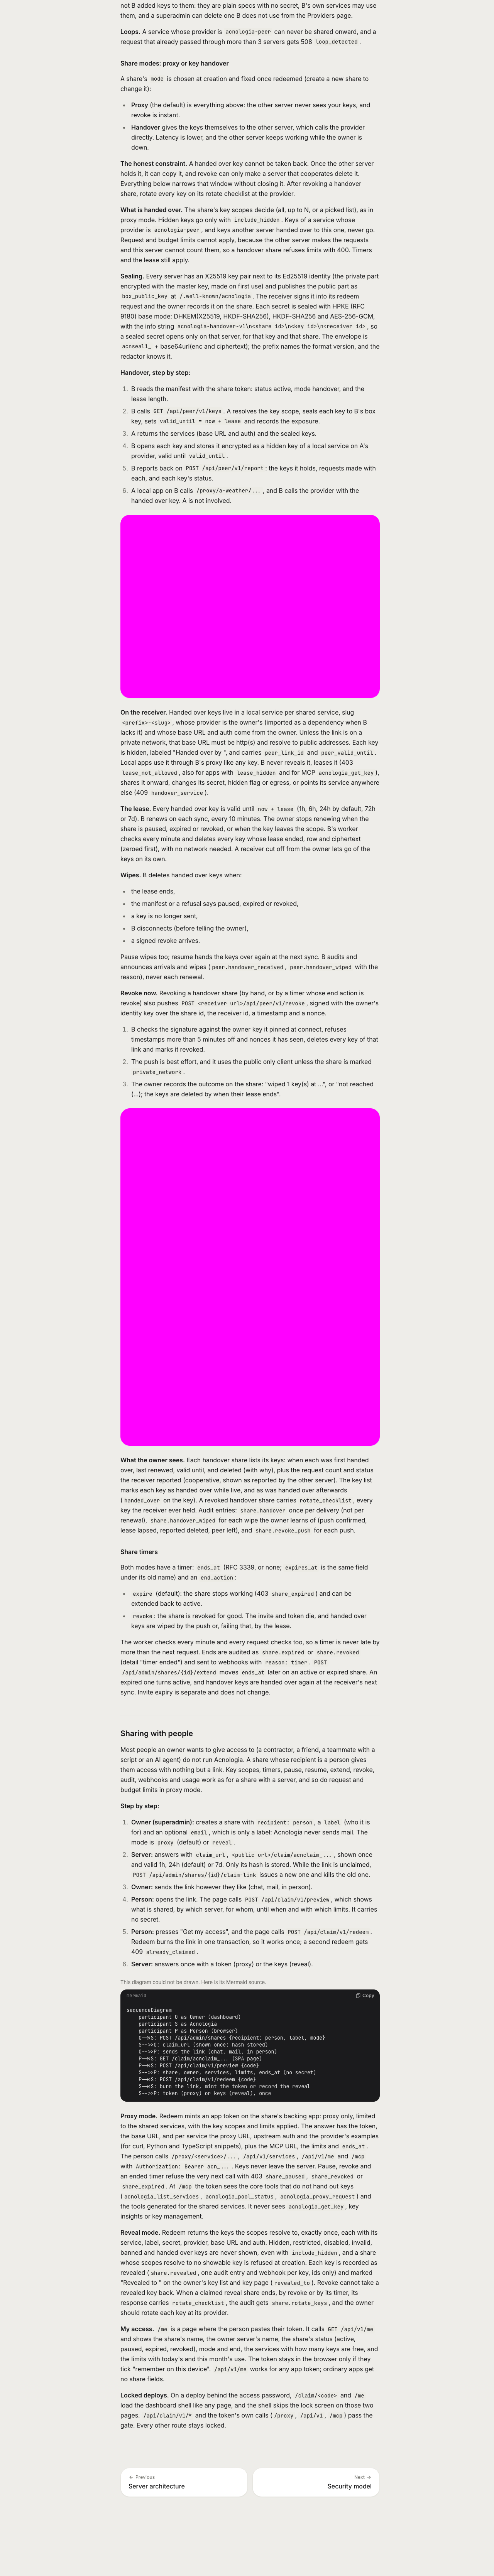 not B added keys to them: they are plain specs with no secret, B's own services may use
them, and a superadmin can delete one B does not use from the Providers page.
Loops. A service whose provider is acnologia-peer can never be shared onward, and a
request that already passed through more than 3 servers gets 508 loop_detected.
Share modes: proxy or key handover
A share's mode is chosen at creation and fixed once redeemed (create a new share to
change it):
• Proxy (the default) is everything above: the other server never sees your keys, and
revoke is instant.
• Handover gives the keys themselves to the other server, which calls the provider
directly. Latency is lower, and the other server keeps working while the owner is
down.
The honest constraint. A handed over key cannot be taken back. Once the other server
holds it, it can copy it, and revoke can only make a server that cooperates delete it.
Everything below narrows that window without closing it. After revoking a handover
share, rotate every key on its rotate checklist at the provider.
What is handed over. The share's key scopes decide (all, up to N, or a picked list), as in
proxy mode. Hidden keys go only with include_hidden. Keys of a service whose
provider is acnologia-peer, and keys another server handed over to this one, never go.
Request and budget limits cannot apply, because the other server makes the requests
and this server cannot count them, so a handover share refuses limits with 400. Timers
and the lease still apply.
Sealing. Every server has an X25519 key pair next to its Ed25519 identity (the private part
encrypted with the master key, made on first use) and publishes the public part as
box_public_key at /.well-known/acnologia. The receiver signs it into its redeem
request and the owner records it on the share. Each secret is sealed with HPKE (RFC
9180) base mode: DHKEM(X25519, HKDF-SHA256), HKDF-SHA256 and AES-256-GCM,
with the info string acnologia-handover-v1\n<share id>\n<key id>\n<receiver id>, so
a sealed secret opens only on that server, for that key and that share. The envelope is
acnseal1_ + base64url(enc and ciphertext); the prefix names the format version, and the
redactor knows it.
Handover, step by step:
1. B reads the manifest with the share token: status active, mode handover, and the
lease length.
2. B calls GET /api/peer/v1/keys. A resolves the key scope, seals each key to B's box
key, sets valid_until = now + lease and records the exposure.
3. A returns the services (base URL and auth) and the sealed keys.
4. B opens each key and stores it encrypted as a hidden key of a local service on A's
provider, valid until valid_until.
5. B reports back on POST /api/peer/v1/report: the keys it holds, requests made with
each, and each key's status.
6. A local app on B calls /proxy/a-weather/..., and B calls the provider with the
handed over key. A is not involved.
On the receiver. Handed over keys live in a local service per shared service, slug
<prefix>-<slug>, whose provider is the owner's (imported as a dependency when B
lacks it) and whose base URL and auth come from the owner. Unless the link is on a
private network, that base URL must be http(s) and resolve to public addresses. Each key
is hidden, labeled "Handed over by ", and carries peer_link_id and peer_valid_until.
Local apps use it through B's proxy like any key. B never reveals it, leases it (403
lease_not_allowed, also for apps with lease_hidden and for MCP acnologia_get_key),
shares it onward, changes its secret, hidden flag or egress, or points its service anywhere
else (409 handover_service).
The lease. Every handed over key is valid until now + lease (1h, 6h, 24h by default, 72h
or 7d). B renews on each sync, every 10 minutes. The owner stops renewing when the
share is paused, expired or revoked, or when the key leaves the scope. B's worker
checks every minute and deletes every key whose lease ended, row and ciphertext
(zeroed first), with no network needed. A receiver cut off from the owner lets go of the
keys on its own.
Wipes. B deletes handed over keys when:
• the lease ends,
• the manifest or a refusal says paused, expired or revoked,
• a key is no longer sent,
• B disconnects (before telling the owner),
• a signed revoke arrives.
Pause wipes too; resume hands the keys over again at the next sync. B audits and
announces arrivals and wipes (peer.handover_received, peer.handover_wiped with the
reason), never each renewal.
Revoke now. Revoking a handover share (by hand, or by a timer whose end action is
revoke) also pushes POST <receiver url>/api/peer/v1/revoke, signed with the owner's
identity key over the share id, the receiver id, a timestamp and a nonce.
1. B checks the signature against the owner key it pinned at connect, refuses
timestamps more than 5 minutes off and nonces it has seen, deletes every key of that
link and marks it revoked.
2. The push is best effort, and it uses the public only client unless the share is marked
private_network.
3. The owner records the outcome on the share: "wiped 1 key(s) at ...", or "not reached
(...); the keys are deleted by when their lease ends".
What the owner sees. Each handover share lists its keys: when each was first handed
over, last renewed, valid until, and deleted (with why), plus the request count and status
the receiver reported (cooperative, shown as reported by the other server). The key list
marks each key as handed over while live, and as was handed over afterwards
(handed_over on the key). A revoked handover share carries rotate_checklist, every
key the receiver ever held. Audit entries: share.handover once per delivery (not per
renewal), share.handover_wiped for each wipe the owner learns of (push confirmed,
lease lapsed, reported deleted, peer left), and share.revoke_push for each push.
Share timers
Both modes have a timer: ends_at (RFC 3339, or none; expires_at is the same field
under its old name) and an end_action:
• expire (default): the share stops working (403 share_expired) and can be
extended back to active.
• revoke: the share is revoked for good. The invite and token die, and handed over
keys are wiped by the push or, failing that, by the lease.
The worker checks every minute and every request checks too, so a timer is never late by
more than the next request. Ends are audited as share.expired or share.revoked
(detail "timer ended") and sent to webhooks with reason: timer. POST
/api/admin/shares/{id}/extend moves ends_at later on an active or expired share. An
expired one turns active, and handover keys are handed over again at the receiver's next
sync. Invite expiry is separate and does not change.
Sharing with people
Most people an owner wants to give access to (a contractor, a friend, a teammate with a
script or an AI agent) do not run Acnologia. A share whose recipient is a person gives
them access with nothing but a link. Key scopes, timers, pause, resume, extend, revoke,
audit, webhooks and usage work as for a share with a server, and so do request and
budget limits in proxy mode.
Step by step:
1. Owner (superadmin): creates a share with recipient: person, a label (who it is
for) and an optional email, which is only a label: Acnologia never sends mail. The
mode is proxy (default) or reveal.
2. Server: answers with claim_url, <public url>/claim/acnclaim_..., shown once
and valid 1h, 24h (default) or 7d. Only its hash is stored. While the link is unclaimed,
POST /api/admin/shares/{id}/claim-link issues a new one and kills the old one.
3. Owner: sends the link however they like (chat, mail, in person).
4. Person: opens the link. The page calls POST /api/claim/v1/preview, which shows
what is shared, by which server, for whom, until when and with which limits. It carries
no secret.
5. Person: presses "Get my access", and the page calls POST /api/claim/v1/redeem.
Redeem burns the link in one transaction, so it works once; a second redeem gets
409 already_claimed.
6. Server: answers once with a token (proxy) or the keys (reveal).
This diagram could not be drawn. Here is its Mermaid source.
mermaid
Copy
sequenceDiagram
participant O as Owner (dashboard)
participant S as Acnologia
participant P as Person (browser)
O->>S: POST /api/admin/shares {recipient: person, label, mode}
S-->>O: claim_url (shown once; hash stored)
O-->>P: sends the link (chat, mail, in person)
P->>S: GET /claim/acnclaim_... (SPA page)
P->>S: POST /api/claim/v1/preview {code}
S-->>P: share, owner, services, limits, ends_at (no secret)
P->>S: POST /api/claim/v1/redeem {code}
S->>S: burn the link, mint the token or record the reveal
S-->>P: token (proxy) or keys (reveal), once
Proxy mode. Redeem mints an app token on the share's backing app: proxy only, limited
to the shared services, with the key scopes and limits applied. The answer has the token,
the base URL, and per service the proxy URL, upstream auth and the provider's examples
(for curl, Python and TypeScript snippets), plus the MCP URL, the limits and ends_at.
The person calls /proxy/<service>/..., /api/v1/services, /api/v1/me and /mcp
with Authorization: Bearer acn_.... Keys never leave the server. Pause, revoke and
an ended timer refuse the very next call with 403 share_paused, share_revoked or
share_expired. At /mcp the token sees the core tools that do not hand out keys
(acnologia_list_services, acnologia_pool_status, acnologia_proxy_request) and
the tools generated for the shared services. It never sees acnologia_get_key, key
insights or key management.
Reveal mode. Redeem returns the keys the scopes resolve to, exactly once, each with its
service, label, secret, provider, base URL and auth. Hidden, restricted, disabled, invalid,
banned and handed over keys are never shown, even with include_hidden, and a share
whose scopes resolve to no showable key is refused at creation. Each key is recorded as
revealed (share.revealed, one audit entry and webhook per key, ids only) and marked
"Revealed to " on the owner's key list and key page (revealed_to). Revoke cannot take a
revealed key back. When a claimed reveal share ends, by revoke or by its timer, its
response carries rotate_checklist, the audit gets share.rotate_keys, and the owner
should rotate each key at its provider.
My access. /me is a page where the person pastes their token. It calls GET /api/v1/me
and shows the share's name, the owner server's name, the share's status (active,
paused, expired, revoked), mode and end, the services with how many keys are free, and
the limits with today's and this month's use. The token stays in the browser only if they
tick "remember on this device". /api/v1/me works for any app token; ordinary apps get
no share fields.
Locked deploys. On a deploy behind the access password, /claim/<code> and /me
load the dashboard shell like any page, and the shell skips the lock screen on those two
pages. /api/claim/v1/* and the token's own calls (/proxy, /api/v1, /mcp) pass the
gate. Every other route stays locked.
← Previous
Server architecture
Next →
Security model